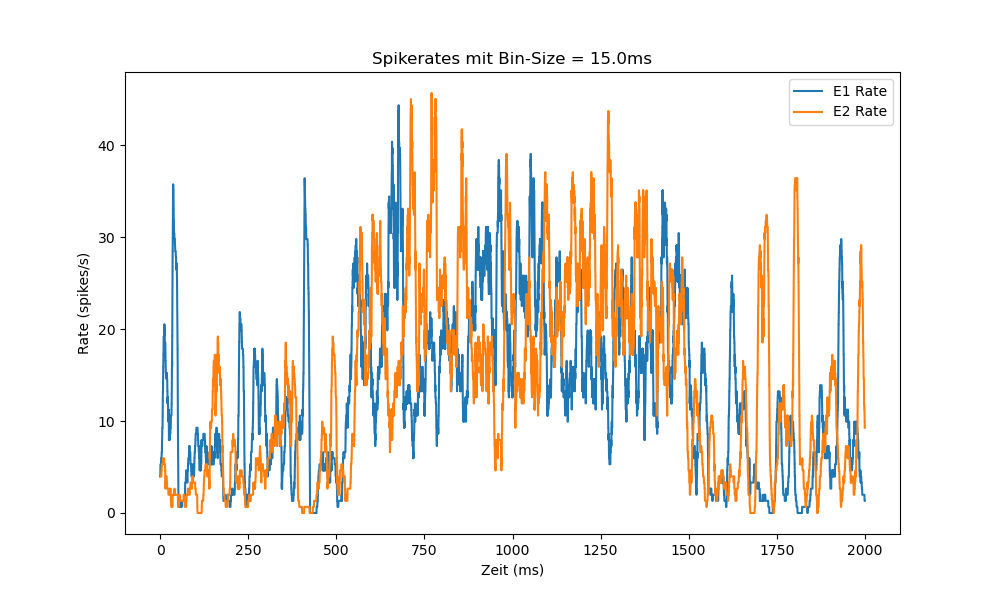 Spikerates mit Bin-Size = 15.0ms
E1 Rate
E2 Rate
Rate (spikes/s)
40
30
20
10
0
0 250 500 750 1000 1250 1500 1750 2000
Zeit (ms)